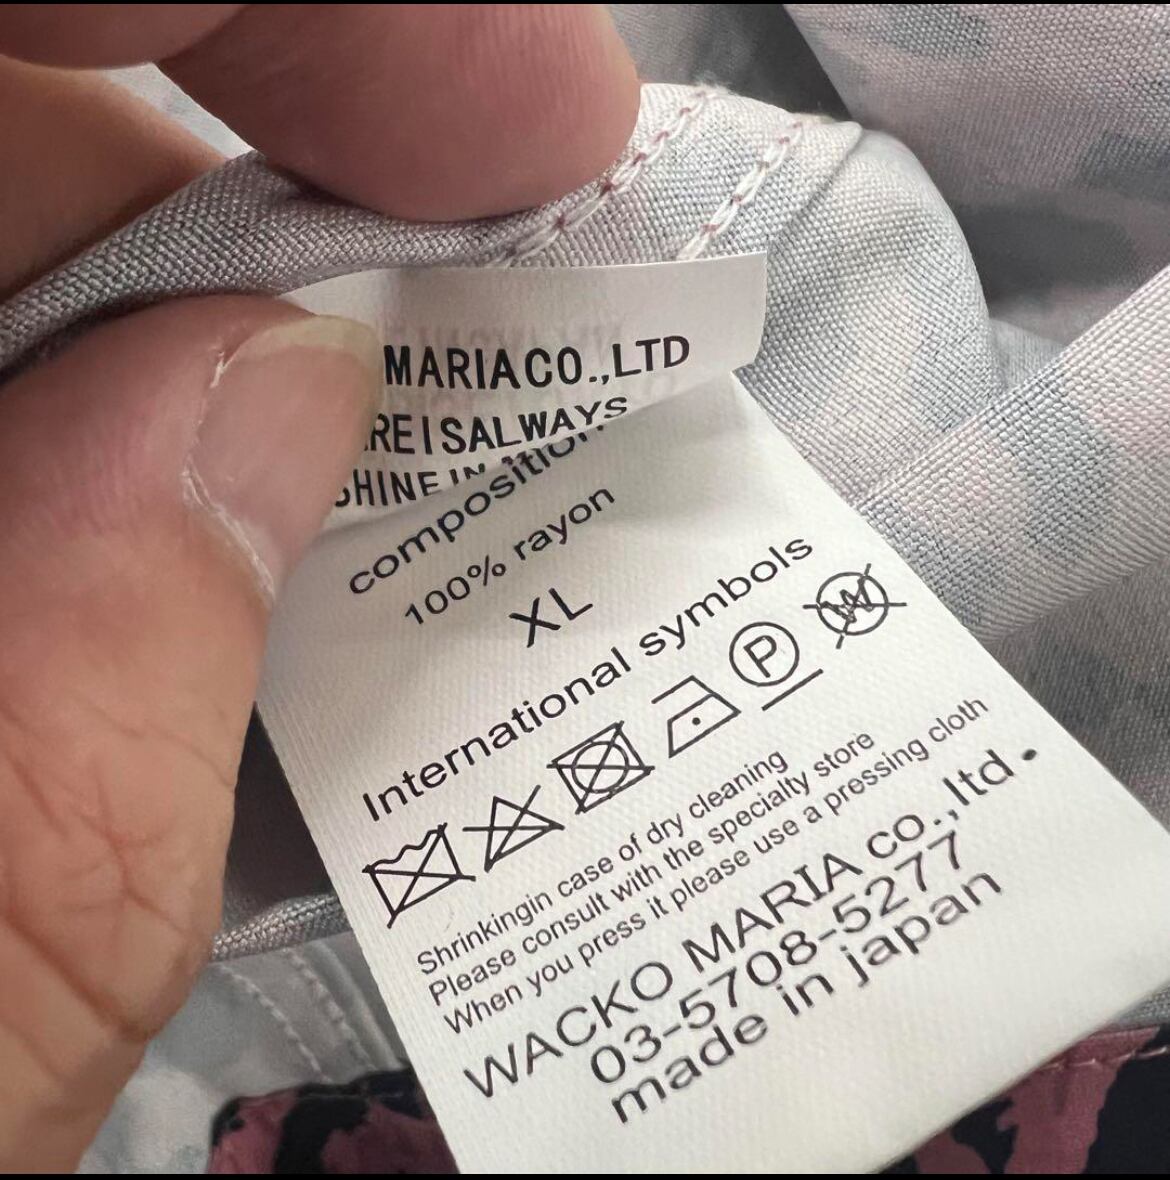 MARIACO.,LTD
REISALWAYS
SHINE IN
composition
100% rayon
XL
International symbols
P W
Shrinkingin case of dry cleaning
Please consult with the specialty store
When you press it please use a pressing cloth
WACKO MARIA co.,ltd.
03-5708-5277
made in japan